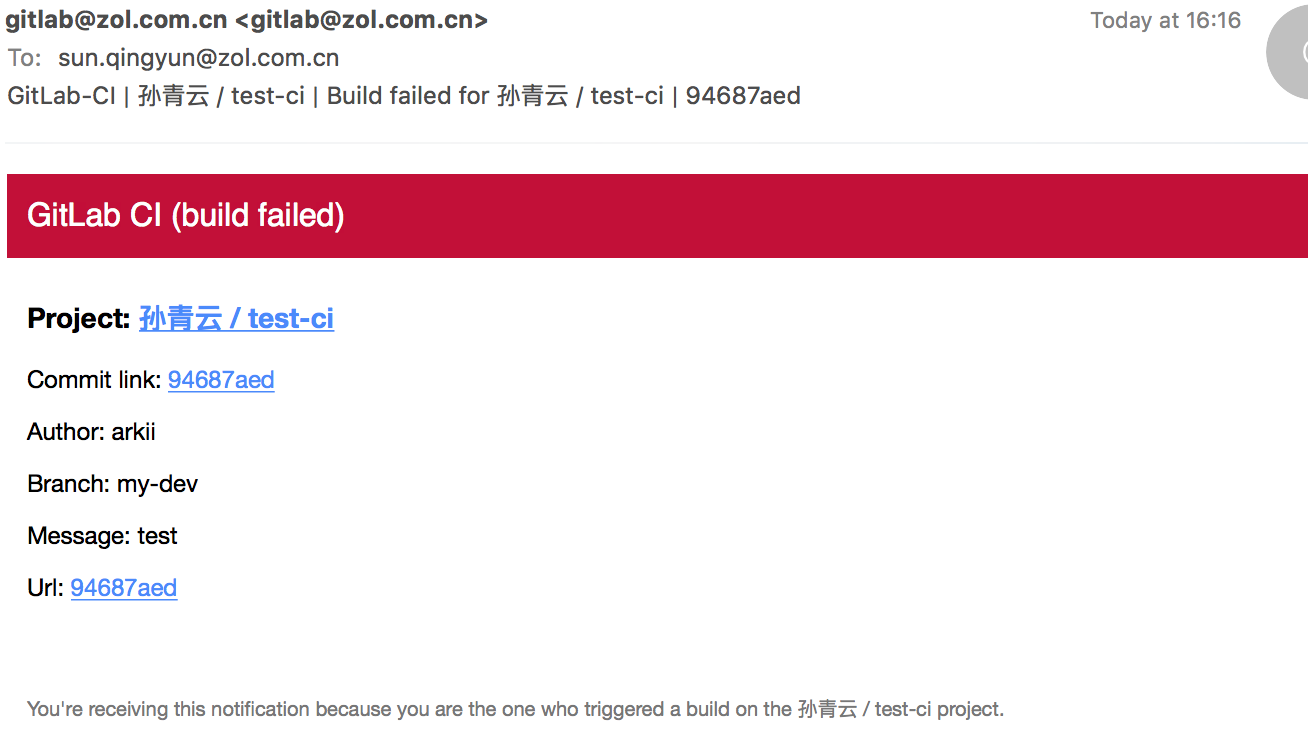 gitlab@zol.com.cn <gitlab@zol.com.cn>
Today at 16:16
To: sun.qingyun@zol.com.cn
GitLab-CI | 孙青云 / test-ci | Build failed for 孙青云 / test-ci | 94687aed
GitLab CI (build failed)
Project: 孙青云 / test-ci
Commit link: 94687aed
Author: arkii
Branch: my-dev
Message: test
Url: 94687aed
You're receiving this notification because you are the one who triggered a build on the 孙青云 / test-ci project.